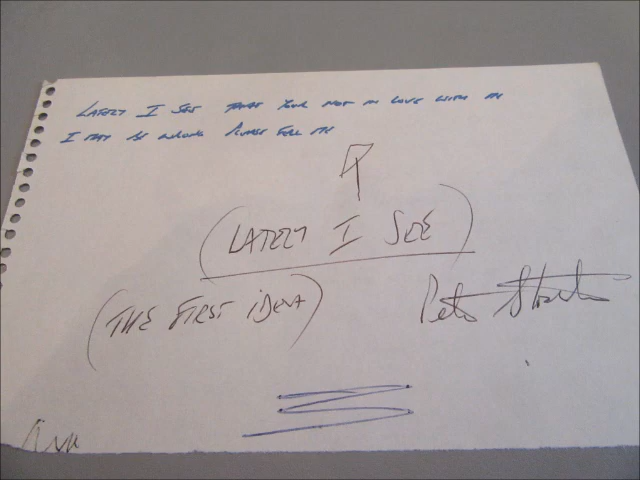 LATELY I SEE THAT YOUR NOT IN LOVE WITH ME
I MAY BE WRONG PLEASE TELL ME
(LATELY I SEE)
(THE FIRST IDEA)
Peter